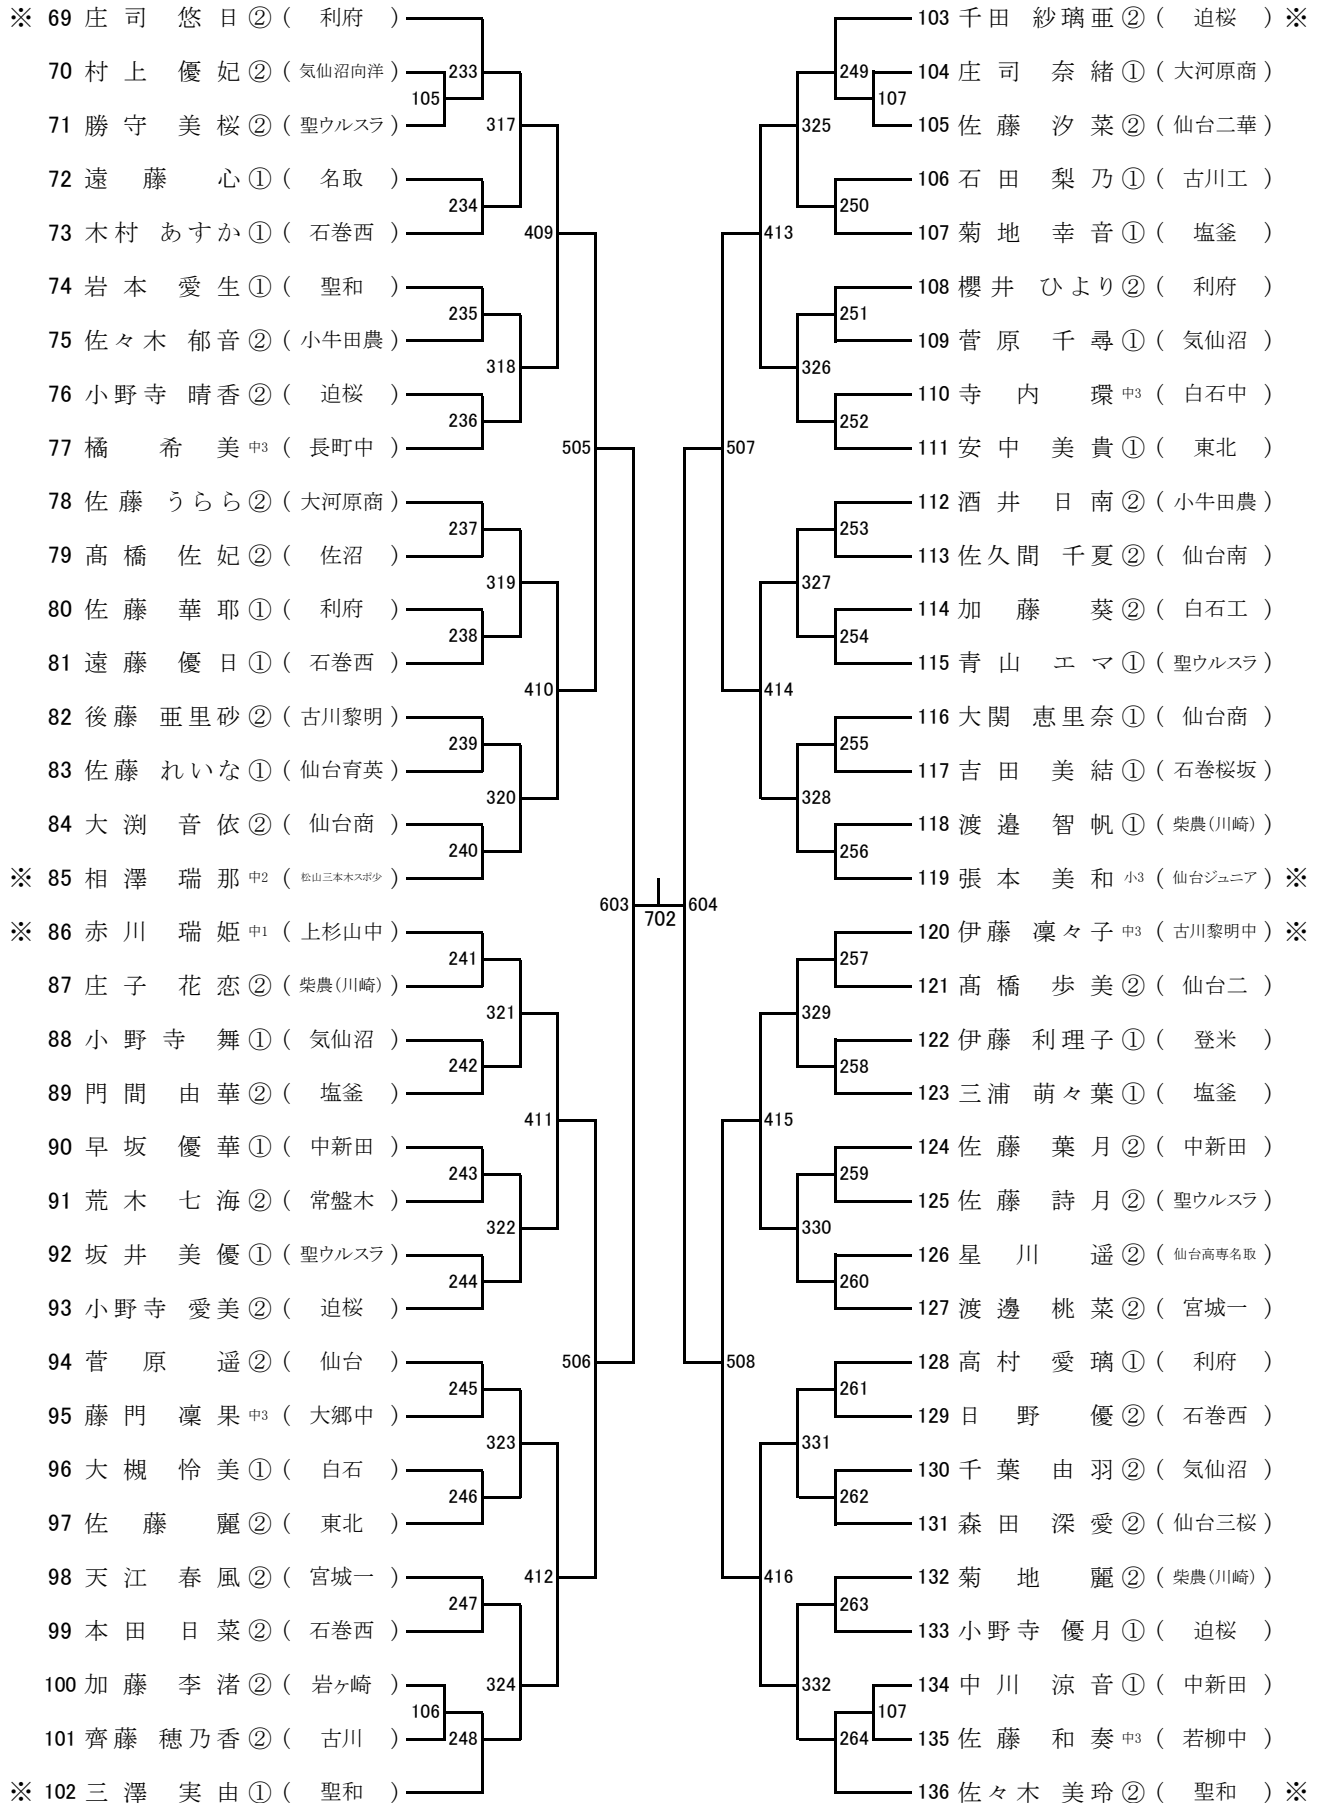 ※ 69 庄司 悠日② ( 利府 )
70 村上 優妃② ( 気仙沼向洋 )
71 勝守 美桜② ( 聖ウルスラ )
72 遠藤 心① ( 名取 )
73 木村 あすか① ( 石巻西 )
74 岩本 愛生① ( 聖和 )
75 佐々木 郁音② ( 小牛田農 )
76 小野寺 晴香② ( 迫桜 )
77 橘 希美 中3 ( 長町中 )
78 佐藤 うらら② ( 大河原商 )
79 髙橋 佐妃② ( 佐沼 )
80 佐藤 華耶① ( 利府 )
81 遠藤 優日① ( 石巻西 )
82 後藤 亜里砂② ( 古川黎明 )
83 佐藤 れいな① ( 仙台育英 )
84 大渕 音依② ( 仙台商 )
※ 85 相澤 瑞那 中2 ( 松山三本木スポ少 )
※ 86 赤川 瑞姫 中1 ( 上杉山中 )
87 庄子 花恋② ( 柴農(川崎) )
88 小野寺 舞① ( 気仙沼 )
89 門間 由華② ( 塩釜 )
90 早坂 優華① ( 中新田 )
91 荒木 七海② ( 常盤木 )
92 坂井 美優① ( 聖ウルスラ )
93 小野寺 愛美② ( 迫桜 )
94 菅原 遥② ( 仙台 )
95 藤門 凜果 中3 ( 大郷中 )
96 大槻 怜美① ( 白石 )
97 佐藤 麗② ( 東北 )
98 天江 春風② ( 宮城一 )
99 本田 日菜② ( 石巻西 )
100 加藤 李渚② ( 岩ヶ崎 )
101 齊藤 穂乃香② ( 古川 )
※ 102 三澤 実由① ( 聖和 )
105
106
233
234
235
236
237
238
239
240
241
242
243
244
245
246
247
248
317
318
319
320
321
322
323
324
409
410
411
412
505
506
603
702
604
507
508
413
414
415
416
325
326
327
328
329
330
331
332
249
250
251
252
253
254
255
256
257
258
259
260
261
262
263
264
107
107
103 千田 紗璃亜② ( 迫桜 ) ※
104 庄司 奈緒① ( 大河原商 )
105 佐藤 汐菜② ( 仙台二華 )
106 石田 梨乃① ( 古川工 )
107 菊地 幸音① ( 塩釜 )
108 櫻井 ひより② ( 利府 )
109 菅原 千尋① ( 気仙沼 )
110 寺内 環 中3 ( 白石中 )
111 安中 美貴① ( 東北 )
112 酒井 日南② ( 小牛田農 )
113 佐久間 千夏② ( 仙台南 )
114 加藤 葵② ( 白石工 )
115 青山 エマ① ( 聖ウルスラ )
116 大関 恵里奈① ( 仙台商 )
117 吉田 美結① ( 石巻桜坂 )
118 渡邉 智帆① ( 柴農(川崎) )
119 張本 美和 小3 ( 仙台ジュニア ) ※
120 伊藤 凜々子 中3 ( 古川黎明中 ) ※
121 髙橋 歩美② ( 仙台二 )
122 伊藤 利理子① ( 登米 )
123 三浦 萌々葉① ( 塩釜 )
124 佐藤 葉月② ( 中新田 )
125 佐藤 詩月② ( 聖ウルスラ )
126 星川 遥② ( 仙台高専名取 )
127 渡邊 桃菜② ( 宮城一 )
128 高村 愛璃① ( 利府 )
129 日野 優② ( 石巻西 )
130 千葉 由羽② ( 気仙沼 )
131 森田 深愛② ( 仙台三桜 )
132 菊地 麗② ( 柴農(川崎) )
133 小野寺 優月① ( 迫桜 )
134 中川 涼音① ( 中新田 )
135 佐藤 和奏 中3 ( 若柳中 )
136 佐々木 美玲② ( 聖和 ) ※